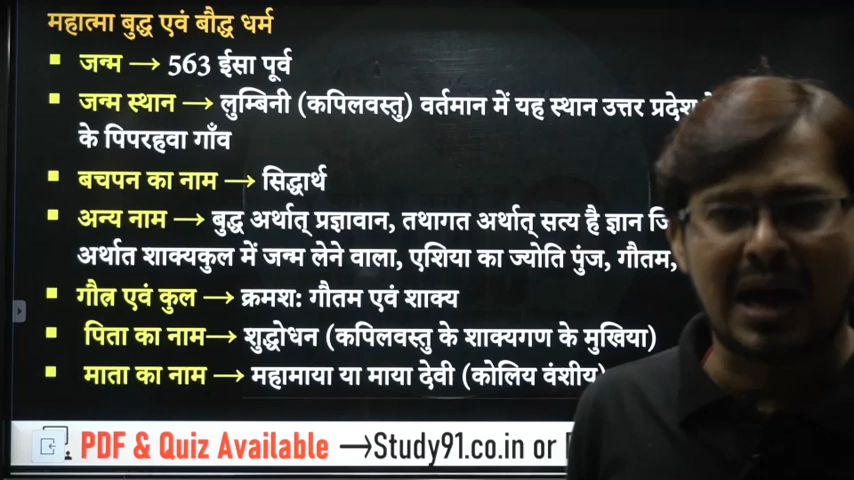 महात्मा बुद्ध एवं बौद्ध धर्म
जन्म → 563 ईसा पूर्व
जन्म स्थान → लुम्बिनी (कपिलवस्तु) वर्तमान में यह स्थान उत्तर प्रदेश
के पिपरहवा गाँव
बचपन का नाम → सिद्धार्थ
अन्य नाम → बुद्ध अर्थात् प्रज्ञावान, तथागत अर्थात् सत्य है ज्ञान
अर्थात शाक्यकुल में जन्म लेने वाला, एशिया का ज्योति पुंज, गौतम,
गौत्र एवं कुल → क्रमश: गौतम एवं शाक्य
पिता का नाम → शुद्धोधन (कपिलवस्तु के शाक्यगण के मुखिया)
माता का नाम → महामाया या माया देवी (कोलिय वंशीय)
PDF & Quiz Available →Study91.co.in or